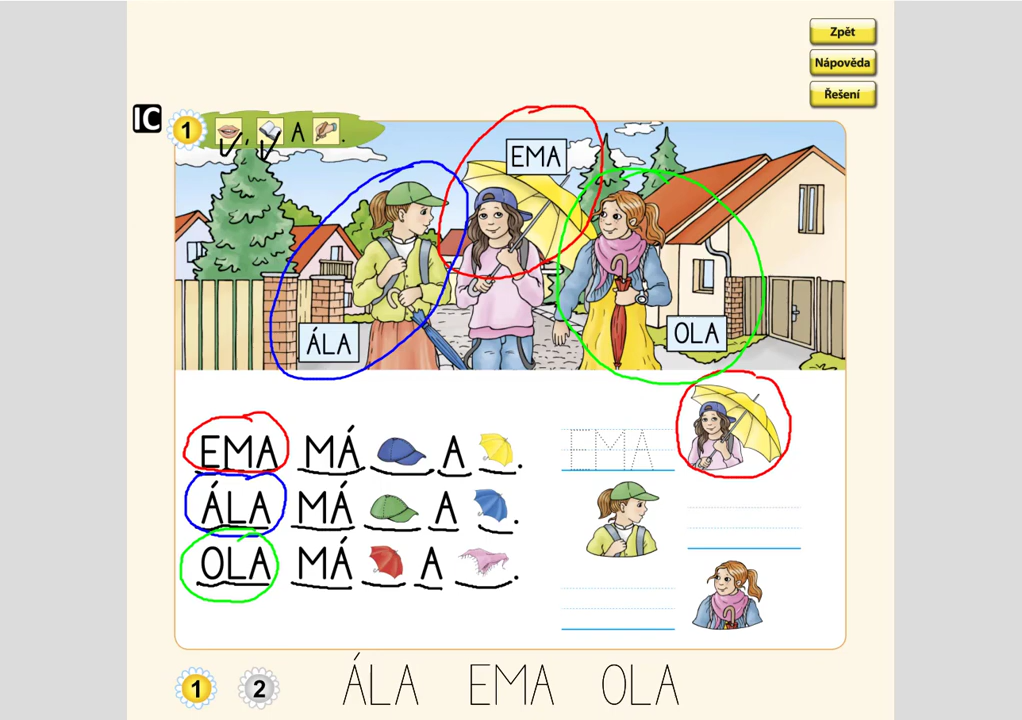 Zpět
Nápověda
Řešení
IC
1 , A .
EMA
ÁLA
OLA
EMA MÁ A .
EMA
ÁLA MÁ A .
OLA MÁ A .
1 2 ÁLA EMA OLA